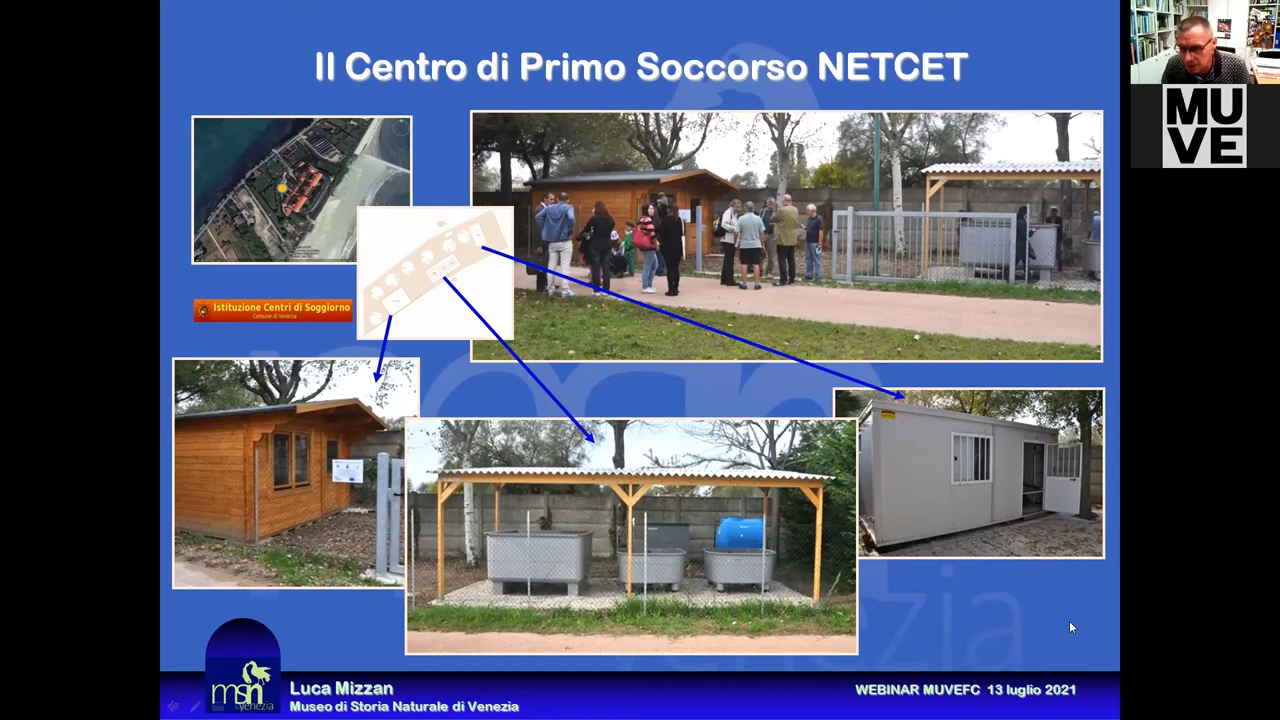 Il Centro di Primo Soccorso NETCET
MU
VE
Istituzione Centri di Soggiorno
Comune di Venezia
msn
venezia
Luca Mizzan
Museo di Storia Naturale di Venezia
WEBINAR MUVEFC 13 luglio 2021